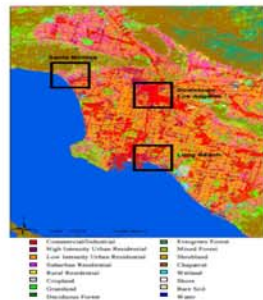 Santa Monica
Downtown
Los Angeles
Long Beach
Commercial/Industrial
High Intensity Urban Residential
Low Intensity Urban Residential
Suburban Residential
Rural Residential
Cropland
Grassland
Deciduous Forest
Evergreen Forest
Mixed Forest
Shrubland
Chaparral
Wetland
Shore
Bare Soil
Water